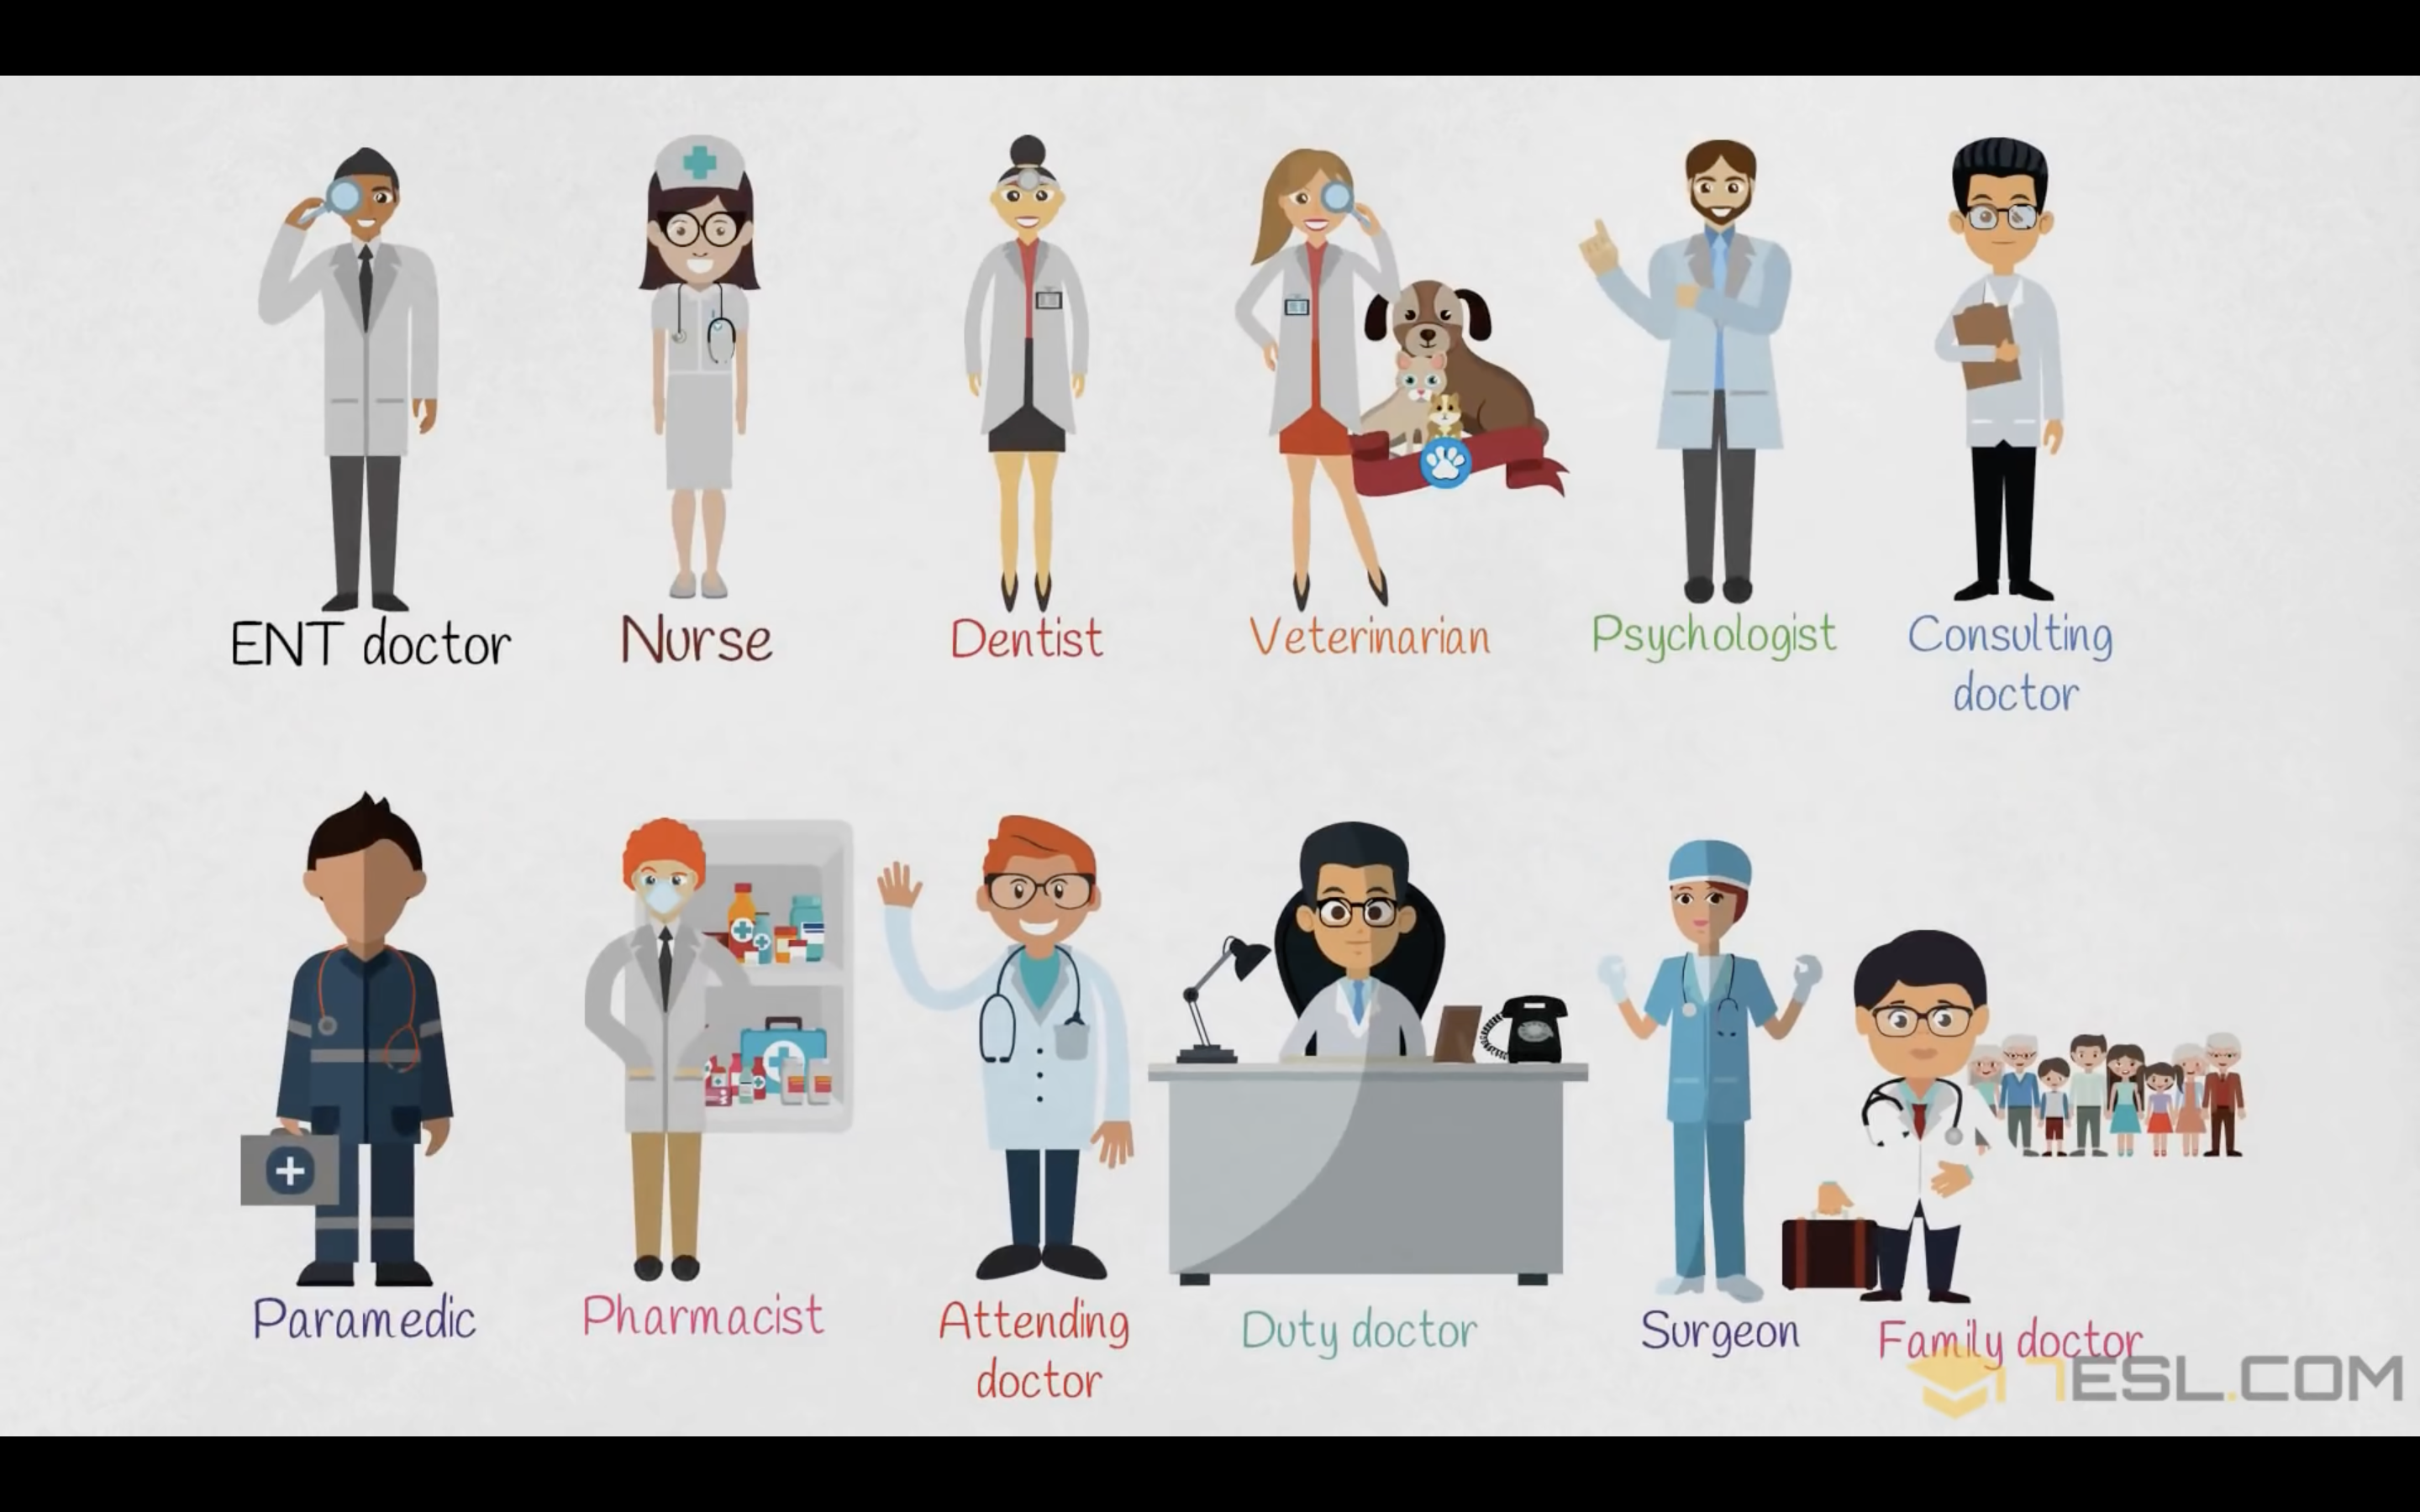 ENT doctor
Nurse
Dentist
Veterinarian
Psychologist
Consulting
doctor
Paramedic
Pharmacist
Attending
doctor
Duty doctor
Surgeon
Family doctor
7ESL.COM